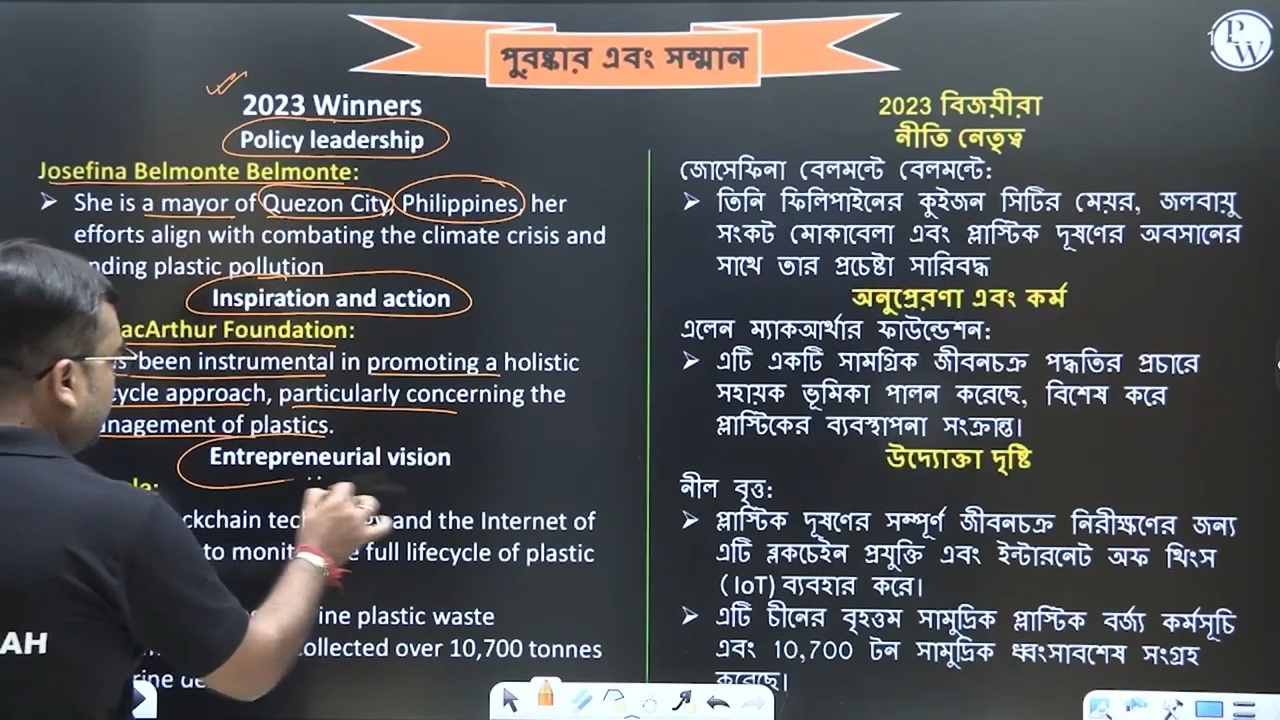 পুরষ্কার এবং সম্মান
PW
2023 Winners
Policy leadership
Josefina Belmonte Belmonte:
➢ She is a mayor of Quezon City, Philippines, her
efforts align with combating the climate crisis and
nding plastic pollution
Inspiration and action
acArthur Foundation:
been instrumental in promoting a holistic
cycle approach, particularly concerning the
nagement of plastics.
Entrepreneurial vision
ckchain and the Internet of
to full lifecycle of plastic
ine plastic waste
collected over 10,700 tonnes
AH
2023 বিজয়ীরা
নীতি নেতৃত্ব
জোসেফিনা বেলমন্টে বেলমন্টে:
➢ তিনি ফিলিপাইনের কুইজন সিটির মেয়র, জলবায়ু
সংকট মোকাবেলা এবং প্লাস্টিক দূষণের অবসানের
সাথে তার প্রচেষ্টা সারিবদ্ধ
অনুপ্রেরণা এবং কর্ম
এলেন ম্যাকআর্থার ফাউন্ডেশন:
➢ এটি একটি সামগ্রিক জীবনচক্র পদ্ধতির প্রচারে
সহায়ক ভূমিকা পালন করেছে, বিশেষ করে
প্লাস্টিকের ব্যবস্থাপনা সংক্রান্ত।
উদ্যোক্তা দৃষ্টি
নীল বৃত্ত:
➢ প্লাস্টিক দূষণের সম্পূর্ণ জীবনচক্র নিরীক্ষণের জন্য
এটি ব্লকচেইন প্রযুক্তি এবং ইন্টারনেট অফ থিংস
(IoT) ব্যবহার করে।
➢ এটি চীনের বৃহত্তম সামুদ্রিক প্লাস্টিক বর্জ্য কর্মসূচি
এবং 10,700 টন সামুদ্রিক ধ্বংসাবশেষ সংগ্রহ
করেছে।